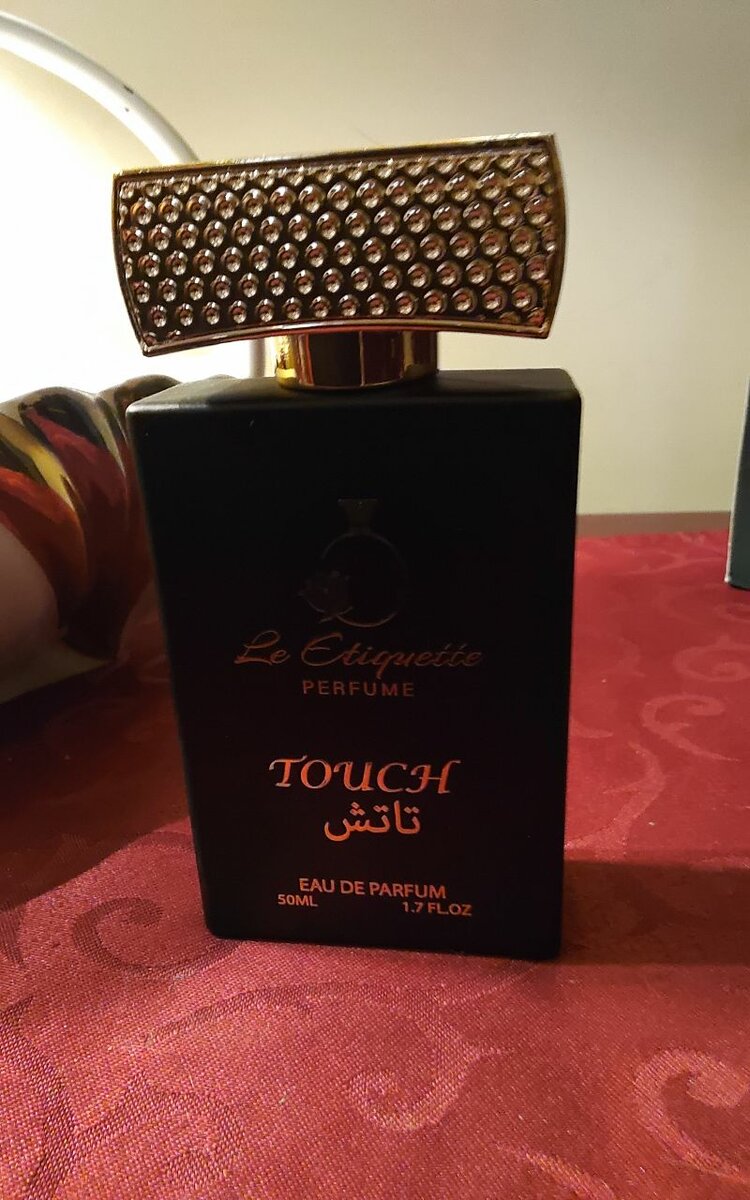 Le Etiquette
PERFUME
TOUCH
تاتش
EAU DE PARFUM
50ML 1.7 FL.OZ